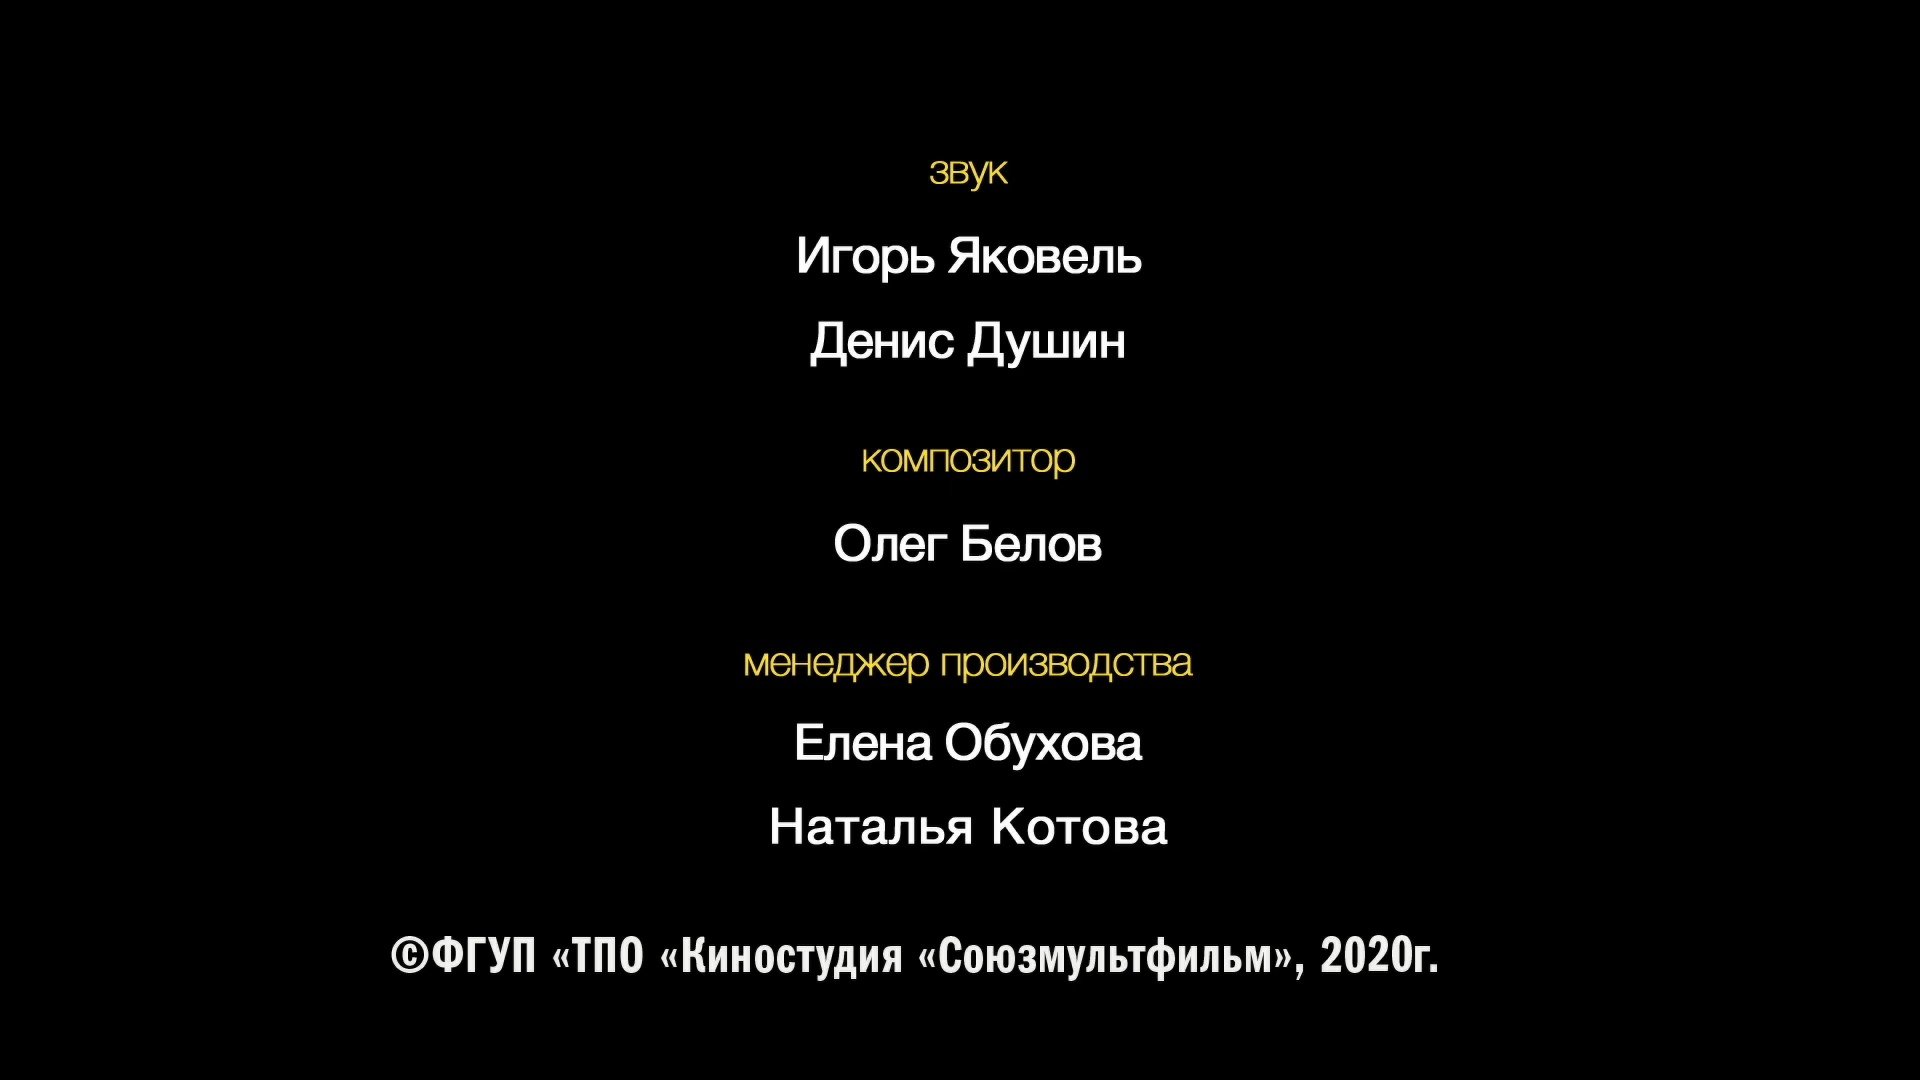 звук
Игорь Яковель
Денис Душин
композитор
Олег Белов
менеджер производства
Елена Обухова
Наталья Котова
©ФГУП «ТПО «Киностудия «Союзмультфильм», 2020г.